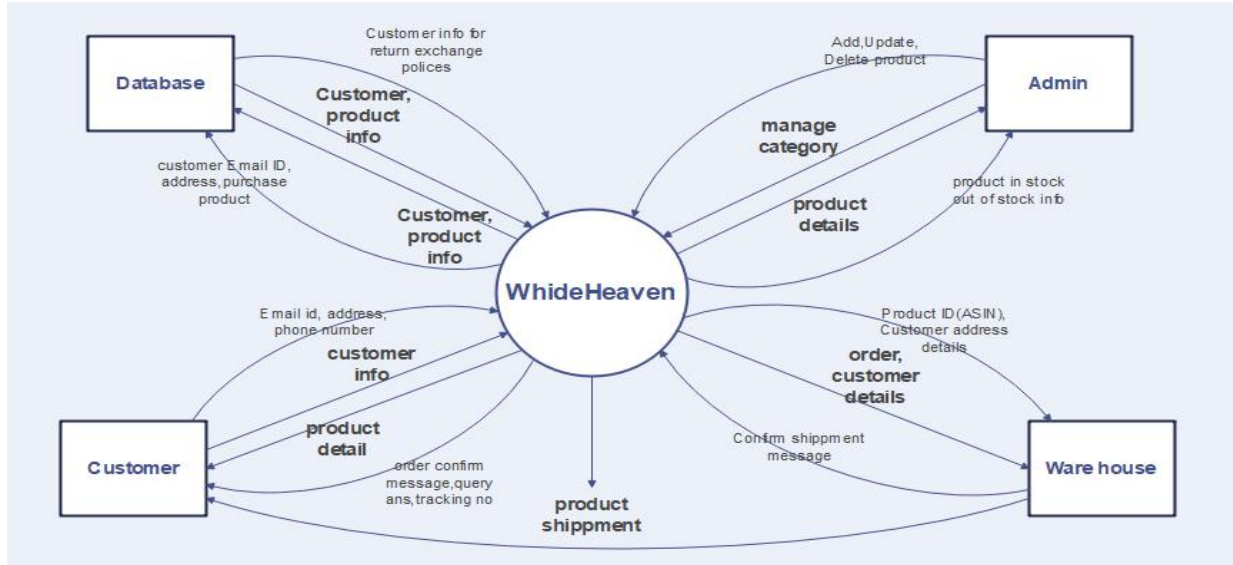 Database
Customer info for
return exchange
polices
Customer,
product
info
customer Email ID,
address,purchase
product
Customer,
product
info
Add,Update,
Delete product
Admin
manage
category
product
details
product in stock
out of stock info
WhideHeaven
Email id, address,
phone number
customer
info
product
detail
Customer
order confirm
message,query
ans,tracking no
product
shippment
Product ID(ASIN),
Customer address
details
order,
customer
details
Confirm shippment
message
Ware house